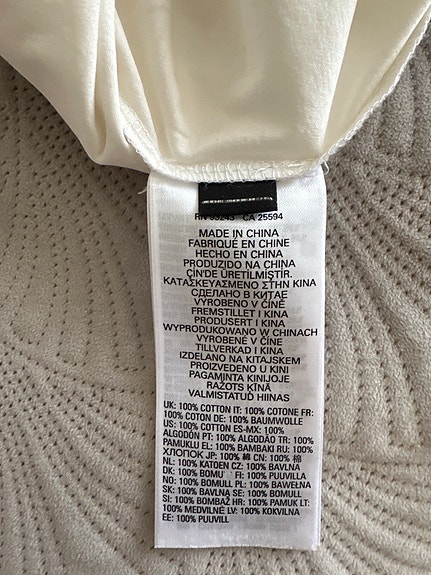 RN 93243 CA 25594
MADE IN CHINA
FABRIQUÉ EN CHINE
HECHO EN CHINA
PRODUZIDO NA CHINA
ÇİN'DE ÜRETİLMİŞTİR.
ΚΑΤΑΣΚΕΥΑΣΜΕΝΟ ΣΤΗΝ ΚΙΝΑ
СДЕЛАНО В КИТАЕ
VYROBENO V ČÍNĚ
FREMSTILLET I KINA
PRODUSERT I KINA
WYPRODUKOWANO W CHINACH
VYROBENÉ V ČÍNE
TILLVERKAD I KINA
IZDELANO NA KITAJSKEM
PROIZVEDENO U KINI
PAGAMINTA KINIJOJE
RAŽOTS ĶĪNĀ
VALMISTATUD HIINAS
UK: 100% COTTON IT: 100% COTONE FR:
100% COTON DE: 100% BAUMWOLLE
US: 100% COTTON ES-MX: 100%
ALGODÓN PT: 100% ALGODÃO TR: 100%
PAMUKLU EL: 100% BAMBAKI RU: 100%
ХЛОПОК JP: 100% 綿 CN: 100% 棉
NL: 100% KATOEN CZ: 100% BAVLNA
DK: 100% BOMU FI: 100% PUUVILLA
NO: 100% BOMULL PL: 100% BAWEŁNA
SK: 100% BAVLNA SE: 100% BOMULL
SI: 100% BOMBAŽ HR: 100% PAMUK LT:
100% MEDVILNĖ LV: 100% KOKVILNA
EE: 100% PUUVILL